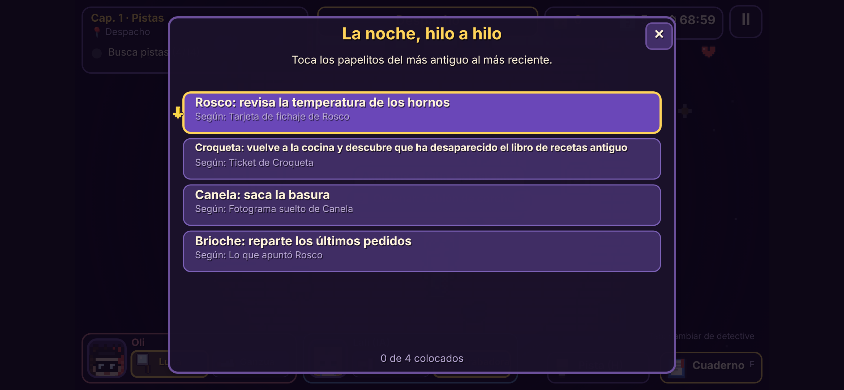 Cap. 1 · Pistas
Despacho
Busca pistas
68:59
La noche, hilo a hilo
Toca los papelitos del más antiguo al más reciente.
Rosco: revisa la temperatura de los hornos
Según: Tarjeta de fichaje de Rosco
Croqueta: vuelve a la cocina y descubre que ha desaparecido el libro de recetas antiguo
Según: Ticket de Croqueta
Canela: saca la basura
Según: Fotograma suelto de Canela
Brioche: reparte los últimos pedidos
Según: Lo que apuntó Rosco
0 de 4 colocados
Oli
de detective
Cuaderno F